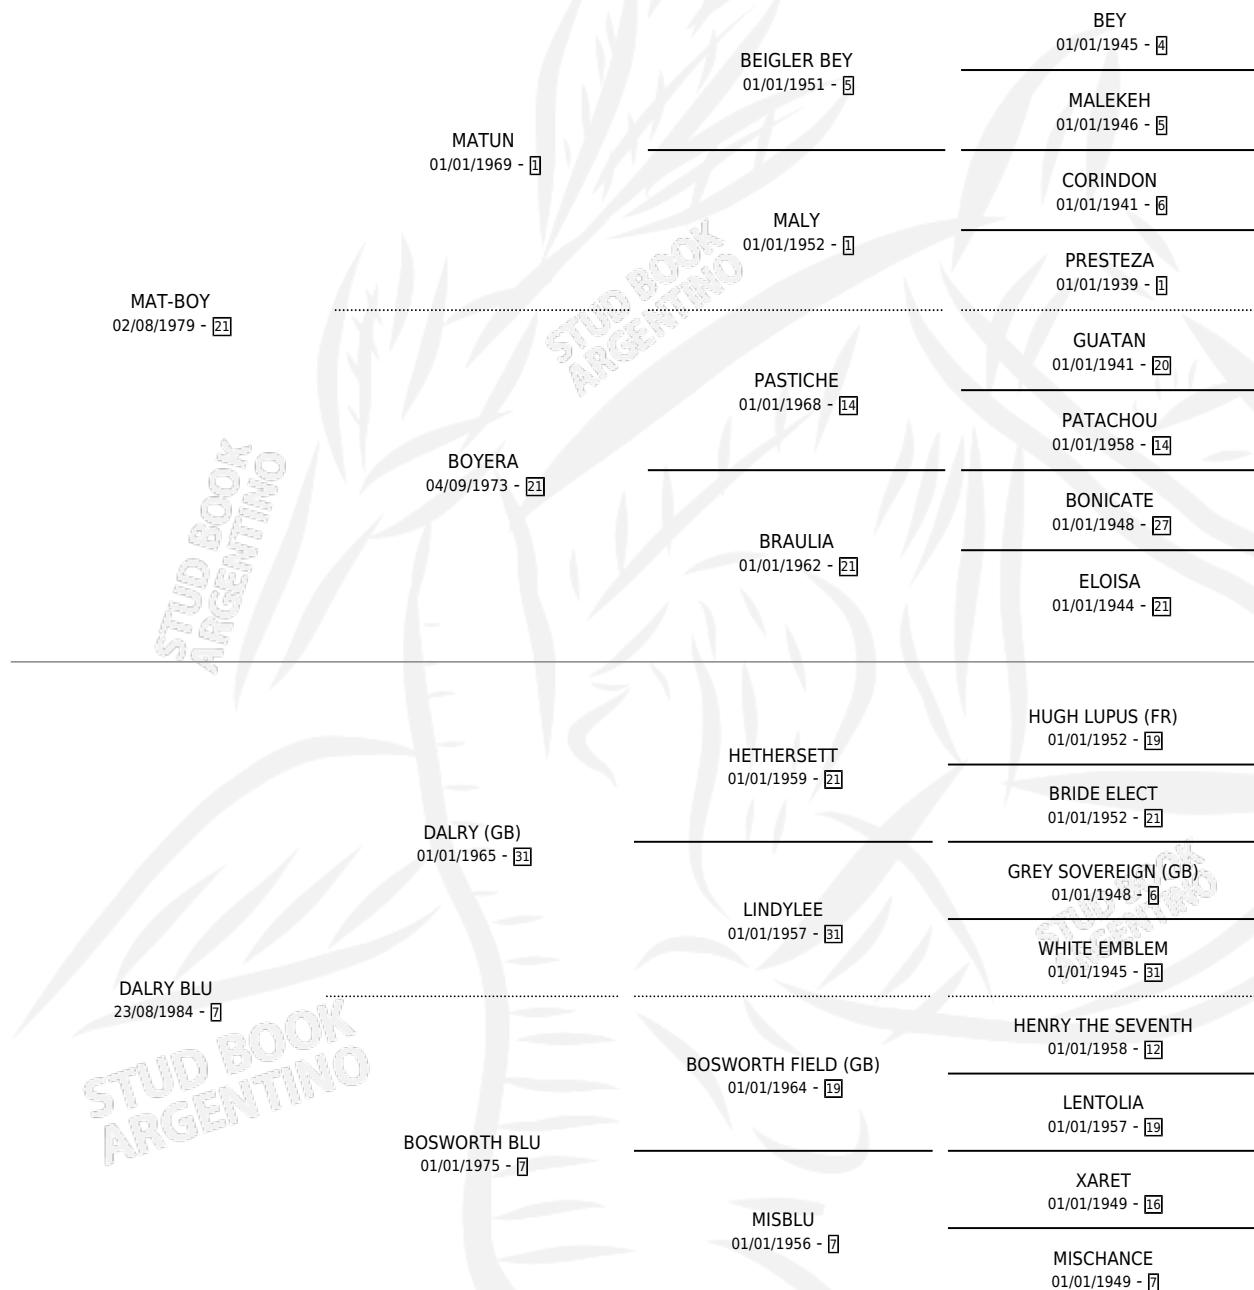 BEY
01/01/1945 - 4
BEIGLER BEY
01/01/1951 - 5
MALEKEH
01/01/1946 - 5
MATUN
01/01/1969 - 1
CORINDON
01/01/1941 - 6
MALY
01/01/1952 - 1
PRESTEZA
01/01/1939 - 1
MAT-BOY
02/08/1979 - 21
STUD BOOK
ARGENTINO
GUATAN
01/01/1941 - 20
PASTICHE
01/01/1968 - 14
PATACHOU
01/01/1958 - 14
BOYERA
04/09/1973 - 21
STUD BOOK
ARGENTINO
BONICATE
01/01/1948 - 27
BRAULIA
01/01/1962 - 21
ELOISA
01/01/1944 - 21
HUGH LUPUS (FR)
01/01/1952 - 19
HETHERSETT
01/01/1959 - 21
BRIDE ELECT
01/01/1952 - 21
DALRY (GB)
01/01/1965 - 31
GREY SOVEREIGN (GB)
01/01/1948 - 6
STUD BOOK
ARGENTINO
LINDYLEE
01/01/1957 - 31
WHITE EMBLEM
01/01/1945 - 31
DALRY BLU
23/08/1984 - 7
STUD BOOK
ARGENTINO
HENRY THE SEVENTH
01/01/1958 - 12
BOSWORTH FIELD (GB)
01/01/1964 - 19
LENTOLIA
01/01/1957 - 19
BOSWORTH BLU
01/01/1975 - 7
XARET
01/01/1949 - 16
MISBLU
01/01/1956 - 7
MISCHANCE
01/01/1949 - 7